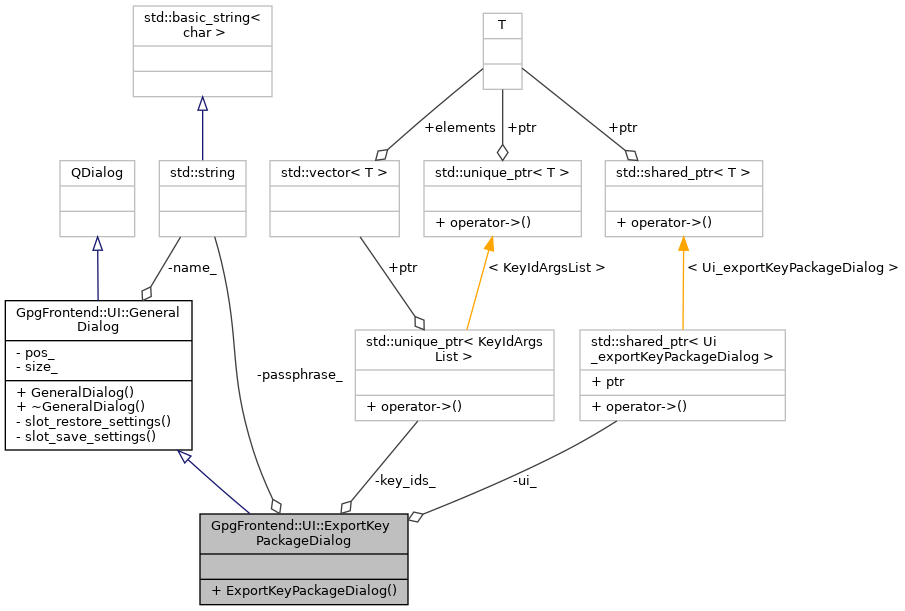 std::basic_string<
char >
T
+elements
+ptr
+ptr
QDialog
std::string
std::vector< T >
std::unique_ptr< T >
+ operator->()
std::shared_ptr< T >
+ operator->()
-name_
+ptr
< KeyIdArgsList >
< Ui_exportKeyPackageDialog >
GpgFrontend::UI::General
Dialog
- pos_
- size_
+ GeneralDialog()
+ ~GeneralDialog()
- slot_restore_settings()
- slot_save_settings()
-passphrase_
std::unique_ptr< KeyIdArgs
List >
+ operator->()
std::shared_ptr< Ui
_exportKeyPackageDialog >
+ ptr
+ operator->()
-key_ids_
-ui_
GpgFrontend::UI::ExportKey
PackageDialog
+ ExportKeyPackageDialog()